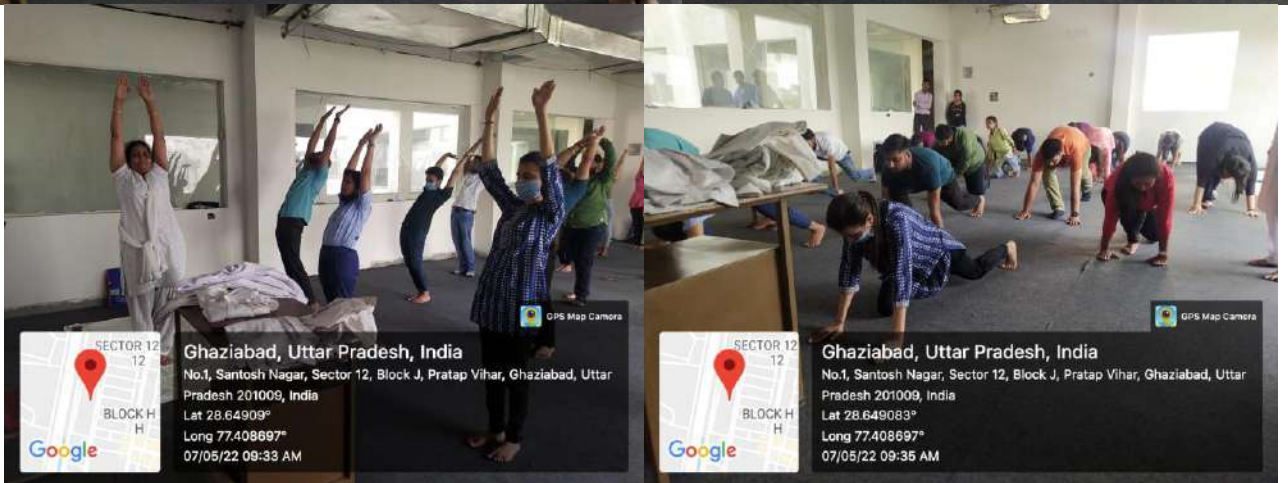 GPS Map Camera
SECTOR 12
12
BLOCK H
H
Google
Ghaziabad, Uttar Pradesh, India
No.1, Santosh Nagar, Sector 12, Block J, Pratap Vihar, Ghaziabad, Uttar
Pradesh 201009, India
Lat 28.64909°
Long 77.408697°
07/05/22 09:33 AM
GPS Map Camera
SECTOR 12
12
BLOCK H
H
Google
Ghaziabad, Uttar Pradesh, India
No.1, Santosh Nagar, Sector 12, Block J, Pratap Vihar, Ghaziabad, Uttar
Pradesh 201009, India
Lat 28.649083°
Long 77.408697°
07/05/22 09:35 AM